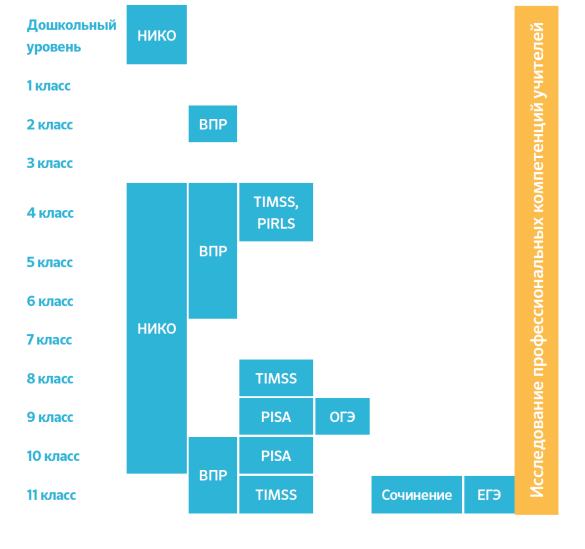 Дошкольный
уровень
НИКО
1 класс
2 класс
ВПР
3 класс
4 класс
TIMSS,
PIRLS
ВПР
5 класс
6 класс
НИКО
7 класс
8 класс
TIMSS
9 класс
PISA
ОГЭ
10 класс
PISA
ВПР
11 класс
TIMSS
Сочинение
ЕГЭ
Исследование профессиональных компетенций учителей